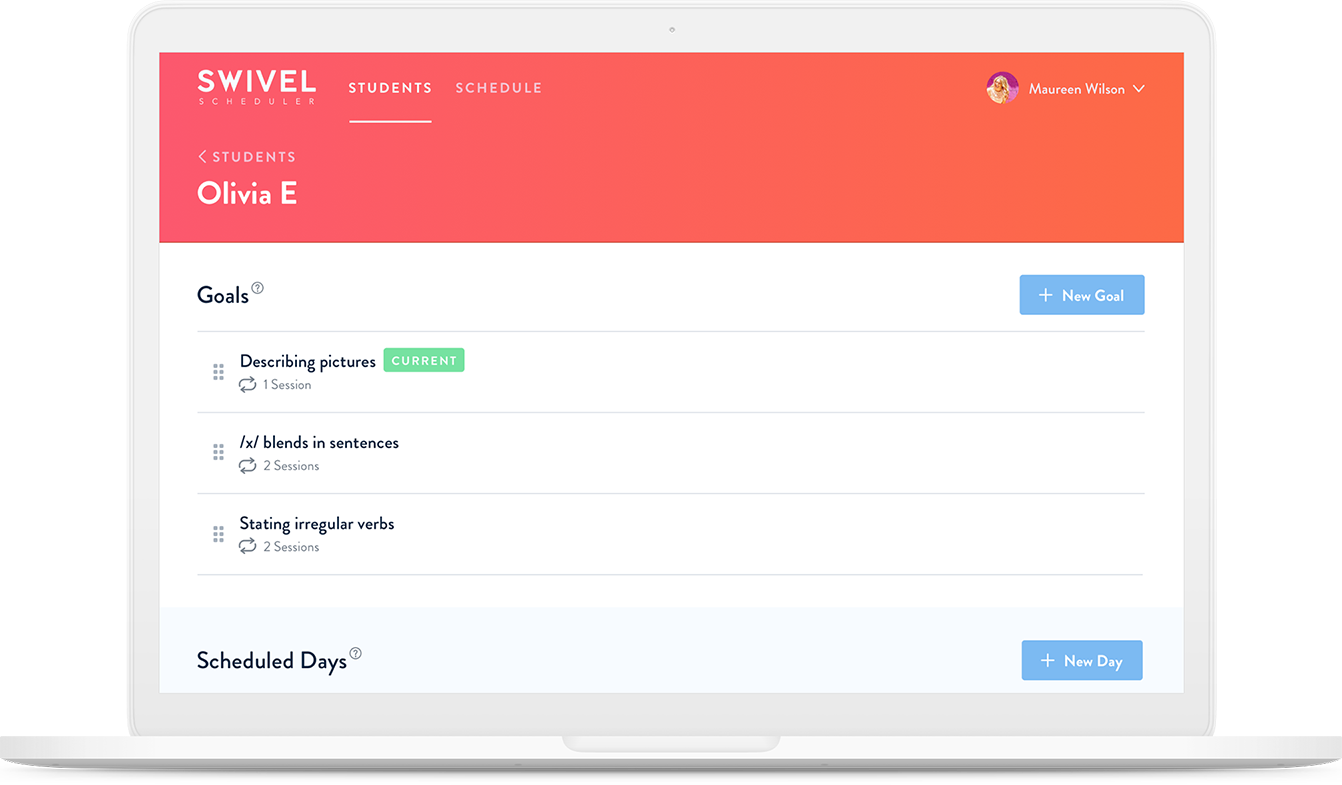 SWIVEL
SCHEDULER
STUDENTS
SCHEDULE
Maureen Wilson
STUDENTS
Olivia E
Goals ?
+ New Goal
Describing pictures CURRENT
1 Session
/x/ blends in sentences
2 Sessions
Stating irregular verbs
2 Sessions
Scheduled Days ?
+ New Day